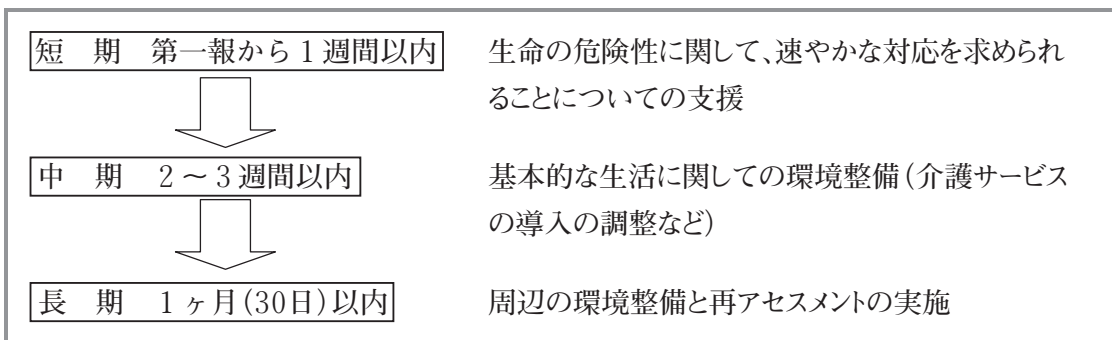 短　期　第一報から１週間以内
生命の危険性に関して、速やかな対応を求められ
ることについての支援
中　期　２～３週間以内
基本的な生活に関しての環境整備（介護サービス
の導入の調整など）
長　期　１ヶ月（30日）以内
周辺の環境整備と再アセスメントの実施